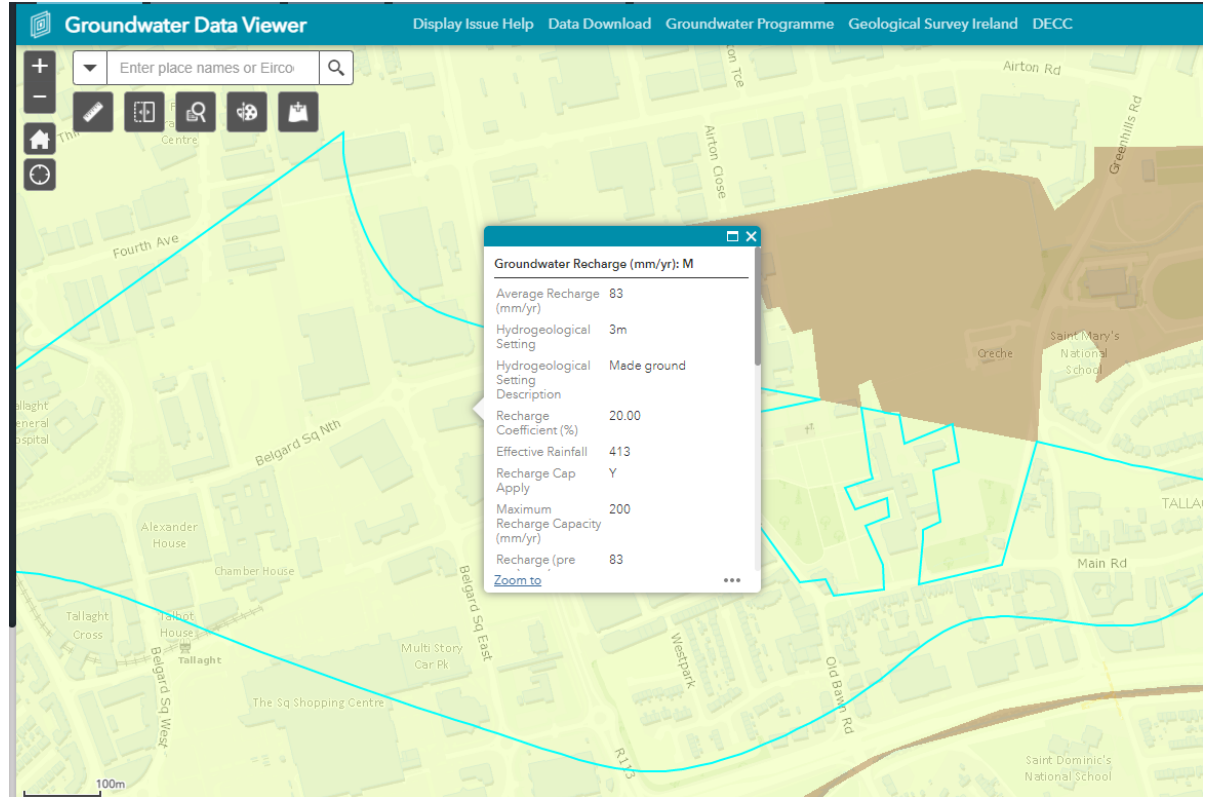 Groundwater Data Viewer
Display Issue Help Data Download Groundwater Programme Geological Survey Ireland DECC
+
Enter place names or Eirco
−
Airton Rd
Tce
Centre
Greenhills Rd
Airton Close
Fourth Ave
Groundwater Recharge (mm/yr): M
Average Recharge 83
(mm/yr)
Hydrogeological 3m
Setting
Hydrogeological Made ground
Setting
Description
Recharge 20.00
Coefficient (%)
Effective Rainfall 413
Recharge Cap Y
Apply
Maximum 200
Recharge Capacity
(mm/yr)
Recharge (pre 83
Zoom to
Saint Mary's
National
School
Creche
Belgard Sq Nth
Alexander
House
Chamber House
Main Rd
Tallaght
Cross
Talbot
House
Tallaght
Belgard Sq East
Belgard Sq West
Multi Story
Car Pk
Westpark
Old Bawn Rd
The Sq Shopping Centre
R113
Saint Dominic's
National School
100m